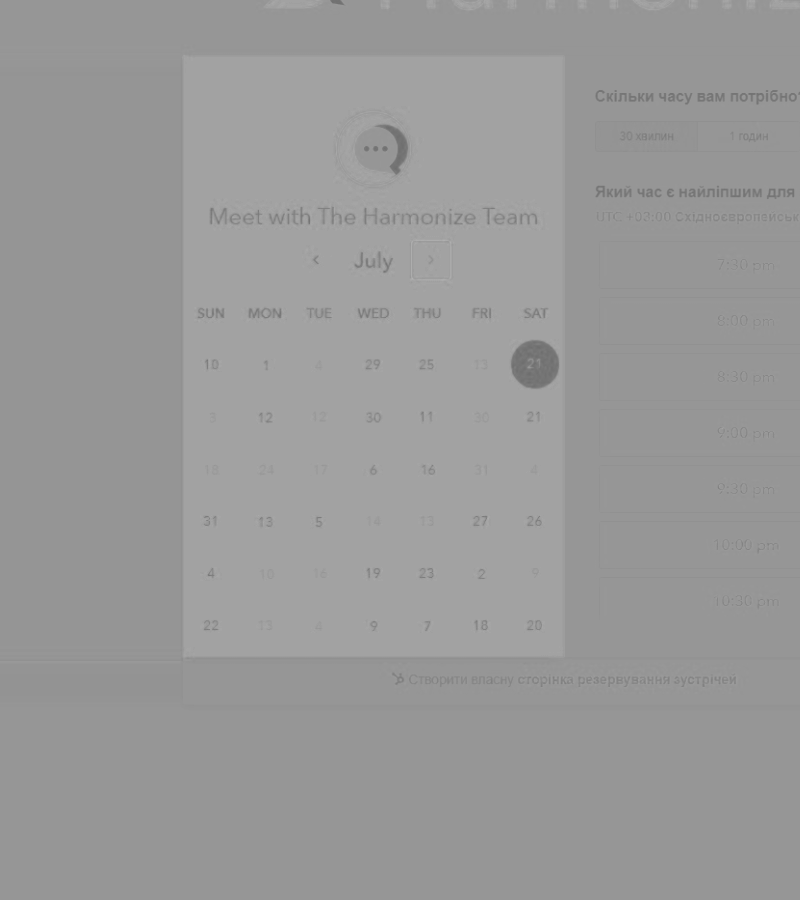 Harmoniz
Meet with The Harmonize Team
‹ July ›
SUN MON TUE WED THU FRI SAT
10 1 4 29 25 13 21
3 12 12 30 11 30 21
18 24 17 6 16 31 4
31 13 5 14 13 27 26
4 10 16 19 23 2 9
22 13 4 9 7 18 20
Скільки часу вам потрібно
30 хвилин 1 годин
Який час є найліпшим для
UTC +03:00
7:30 pm
8:00 pm
8:30 pm
9:00 pm
9:30 pm
10:00 pm
10:30 pm
Створити власну сторінка резервування зустрічей